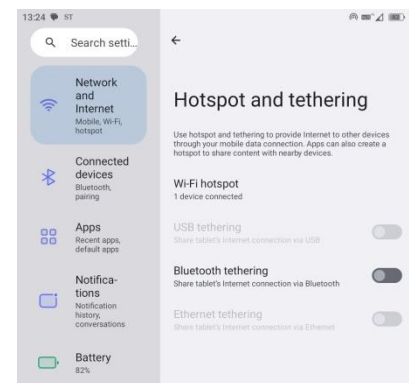 13:24 ST
Search setti...
Network
and
Internet
Mobile, Wi-Fi,
hotspot
Connected
devices
Bluetooth,
pairing
Apps
Recent apps,
default apps
Notifica-
tions
Notification
history,
conversations
Battery
82%
Hotspot and tethering
Use hotspot and tethering to provide Internet to other devices
through your mobile data connection. Apps can also create a
hotspot to share content with nearby devices.
Wi-Fi hotspot
1 device connected
USB tethering
Share tablet's Internet connection via USB
Bluetooth tethering
Share tablet's Internet connection via Bluetooth
Ethernet tethering
Share tablet's Internet connection via Ethernet